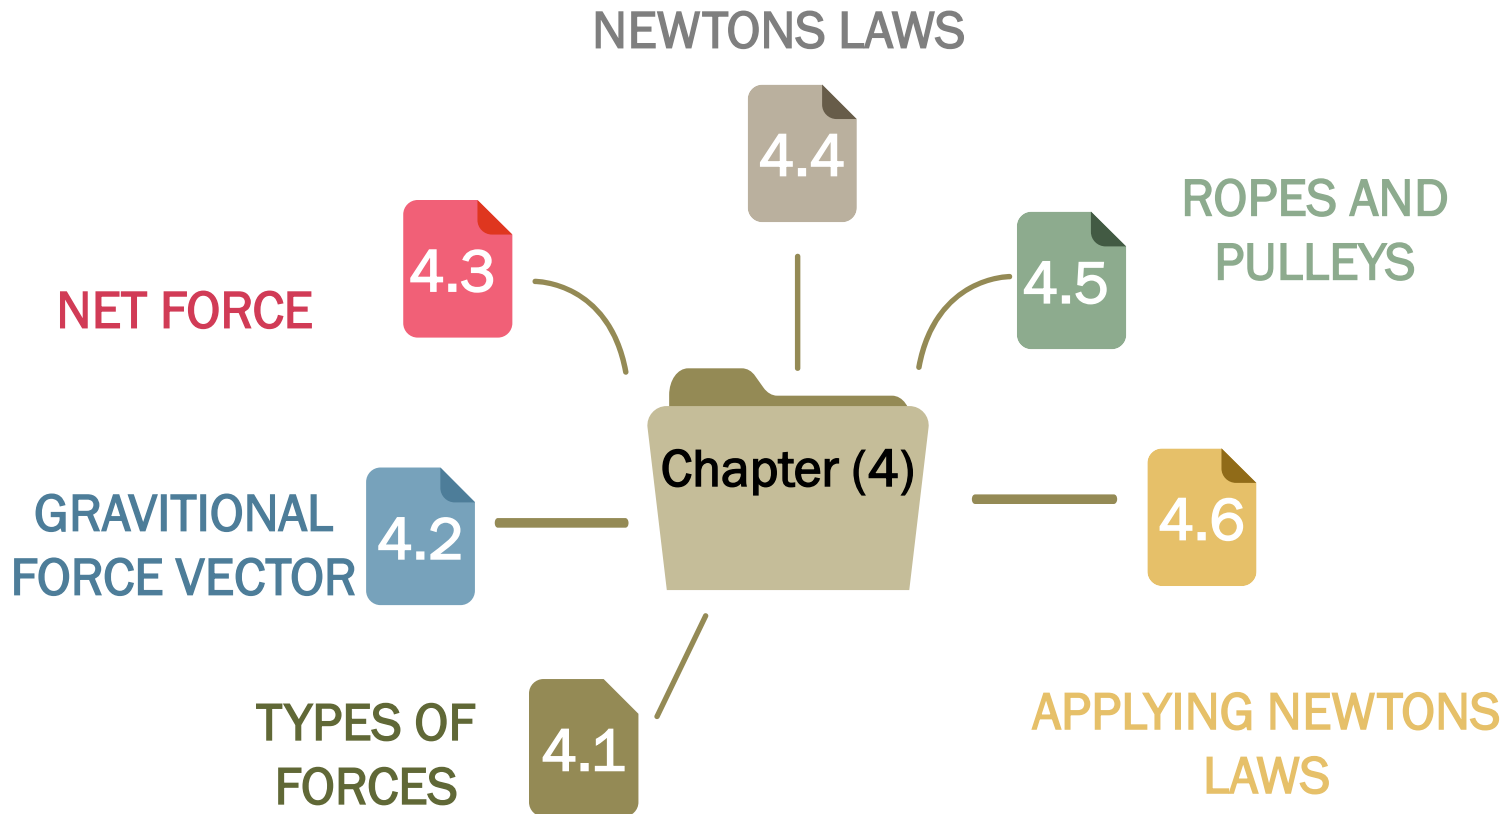 NEWTONS LAWS
4.4
ROPES AND
PULLEYS
4.5
4.3
NET FORCE
Chapter (4)
GRAVITIONAL
FORCE VECTOR
4.2
4.6
TYPES OF
FORCES
4.1
APPLYING NEWTONS
LAWS